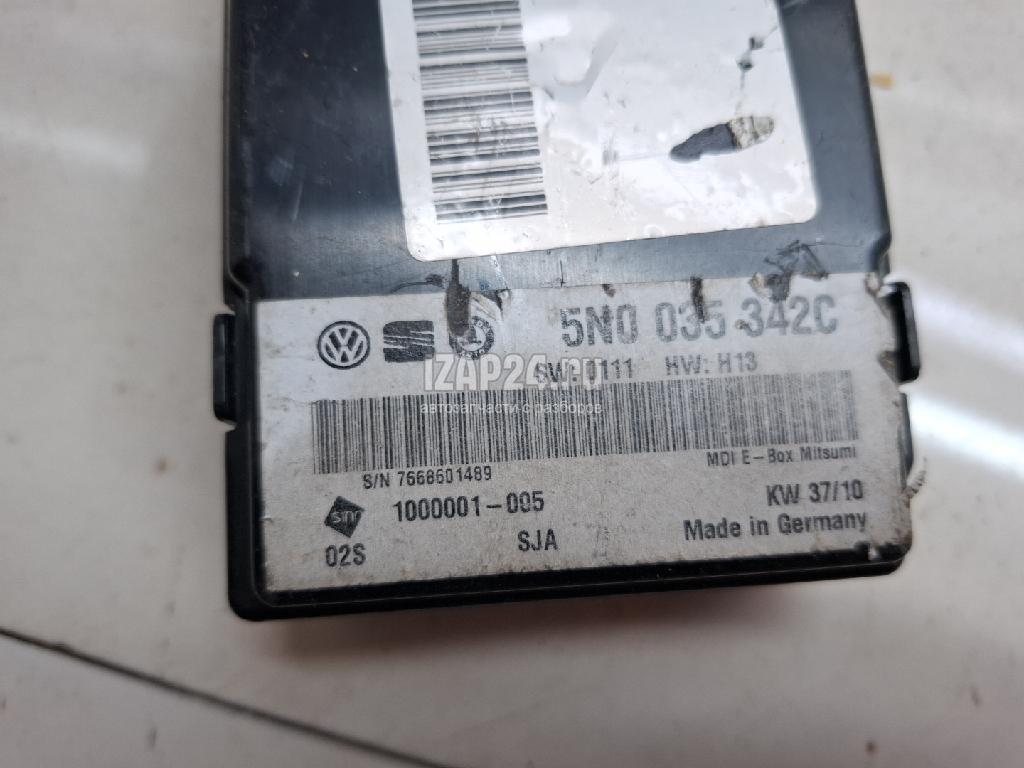 5N0 035 342C
SW: 0111 HW: H13
IZAP24.ru
автозапчасти с разборов
MDI E-Box Mitsumi
S/N 7668601489
1000001-005
KW 37/10
02S
SJA
Made in Germany